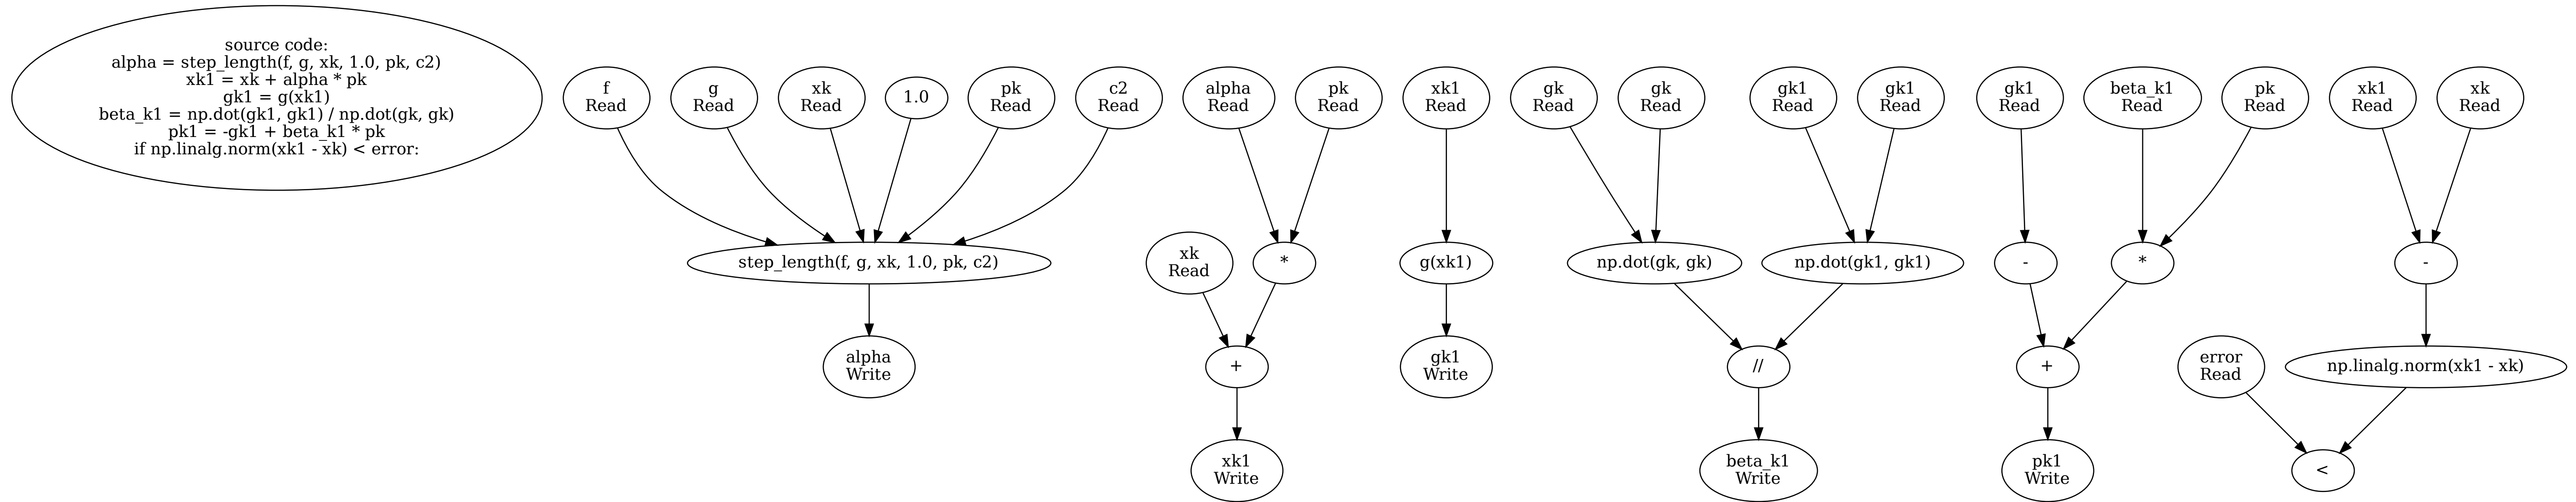 source code:
alpha = step_length(f, g, xk, 1.0, pk, c2)
xk1 = xk + alpha * pk
gk1 = g(xk1)
beta_k1 = np.dot(gk1, gk1) / np.dot(gk, gk)
pk1 = -gk1 + beta_k1 * pk
if np.linalg.norm(xk1 - xk) < error:
f
Read
g
Read
xk
Read
1.0
pk
Read
c2
Read
step_length(f, g, xk, 1.0, pk, c2)
alpha
Write
alpha
Read
pk
Read
xk
Read
*
+
xk1
Write
xk1
Read
g(xk1)
gk1
Write
gk
Read
gk
Read
gk1
Read
gk1
Read
np.dot(gk, gk)
np.dot(gk1, gk1)
//
beta_k1
Write
gk1
Read
beta_k1
Read
pk
Read
-
*
+
pk1
Write
xk1
Read
xk
Read
-
error
Read
np.linalg.norm(xk1 - xk)
<